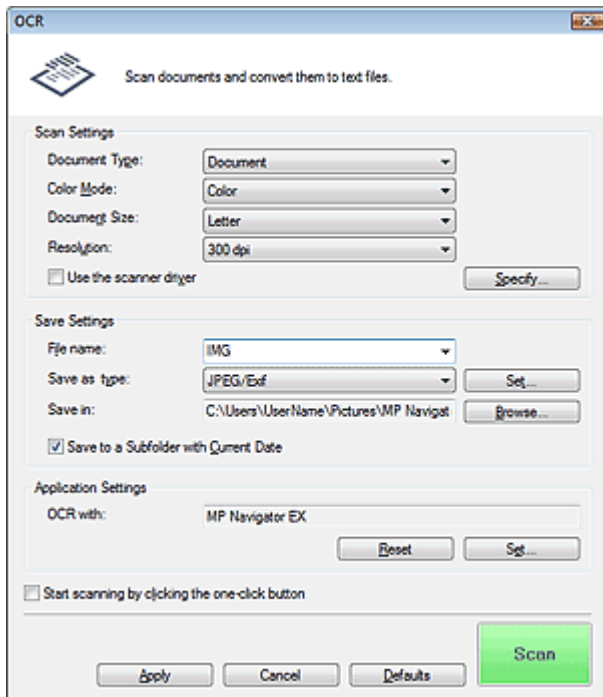 OCR
Scan documents and convert them to text files.
Scan Settings
Document Type: Document
Color Mode: Color
Document Size: Letter
Resolution: 300 dpi
Use the scanner driver Specify...
Save Settings
File name: IMG
Save as type: JPEG/Exif Set...
Save in: C:\Users\UserName\Pictures\MP Navigat Browse...
Save to a Subfolder with Current Date
Application Settings
OCR with: MP Navigator EX
Reset Set...
Start scanning by clicking the one-click button
Scan
Apply Cancel Defaults